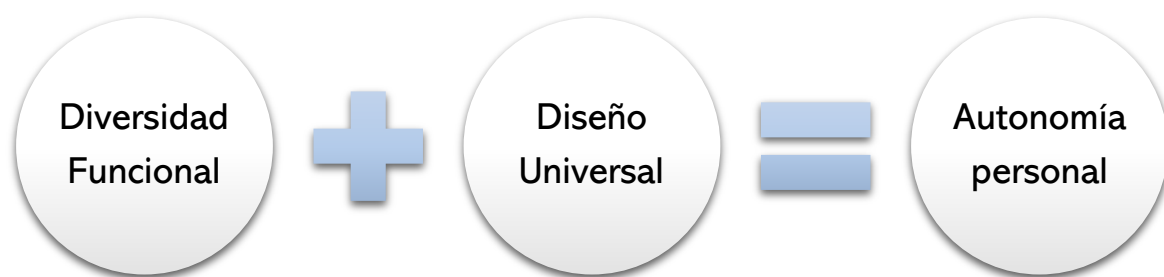 Diversidad
Funcional
Diseño
Universal
Autonomía
personal